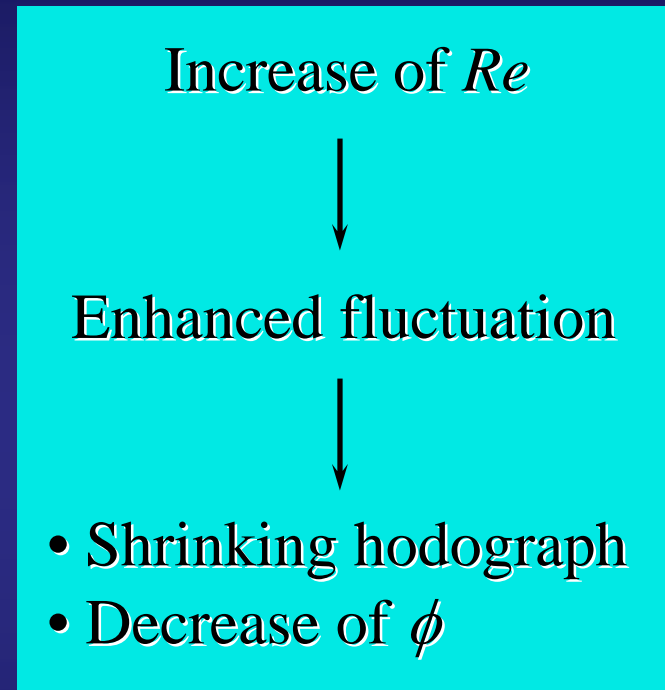 Increase of Re
Enhanced fluctuation
• Shrinking hodograph
• Decrease of ϕ